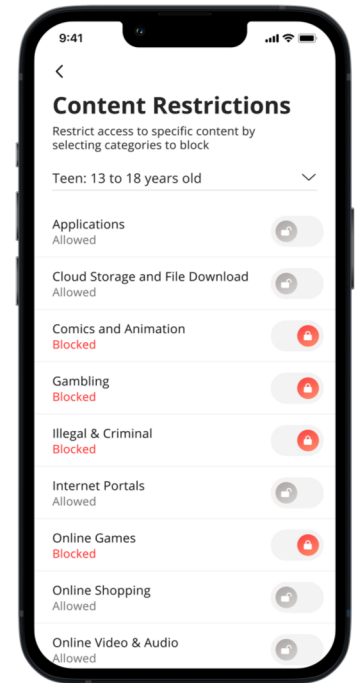 9:41
Content Restrictions
Restrict access to specific content by
selecting categories to block
Teen: 13 to 18 years old
Applications
Allowed
Cloud Storage and File Download
Allowed
Comics and Animation
Blocked
Gambling
Blocked
Illegal & Criminal
Blocked
Internet Portals
Allowed
Online Games
Blocked
Online Shopping
Allowed
Online Video & Audio
Allowed